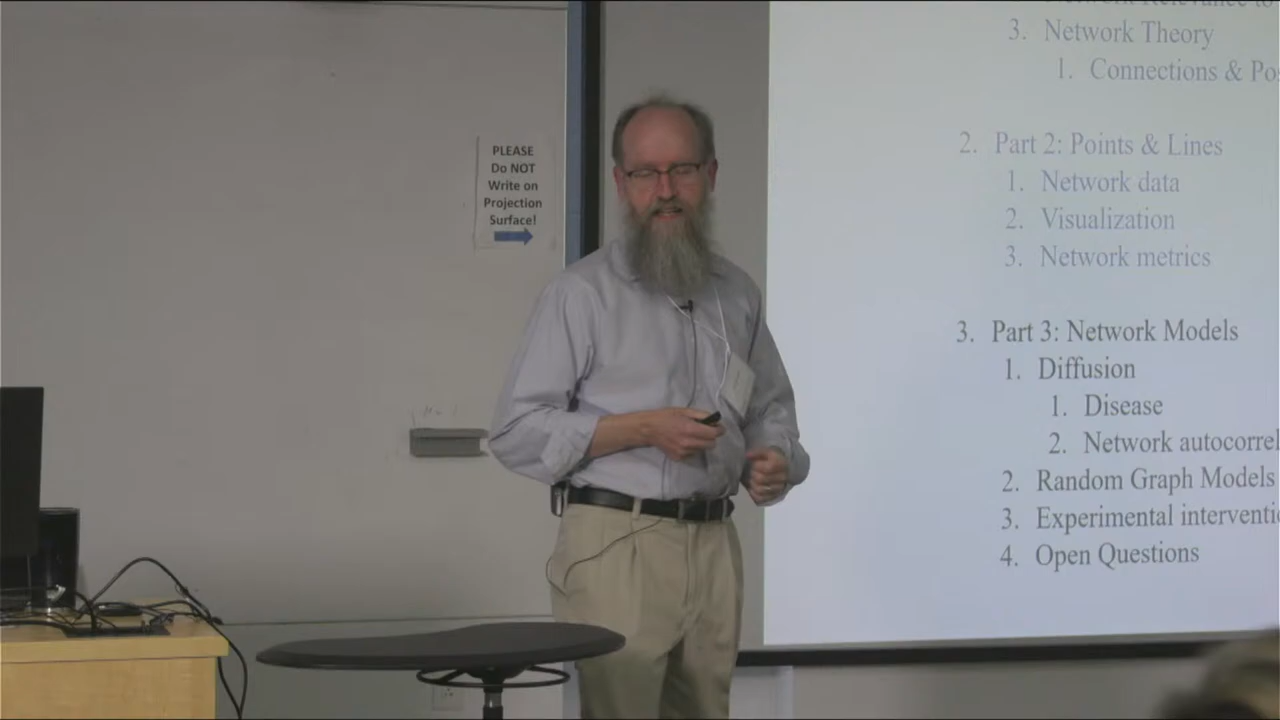 PLEASE
Do NOT
Write on
Projection
Surface!
3. Network Theory
1. Connections &
2. Part 2: Points & Lines
1. Network data
2. Visualization
3. Network metrics
3. Part 3: Network Models
1. Diffusion
1. Disease
2. Network
2. Random Graph Models
3. Experimental
4. Open Questions